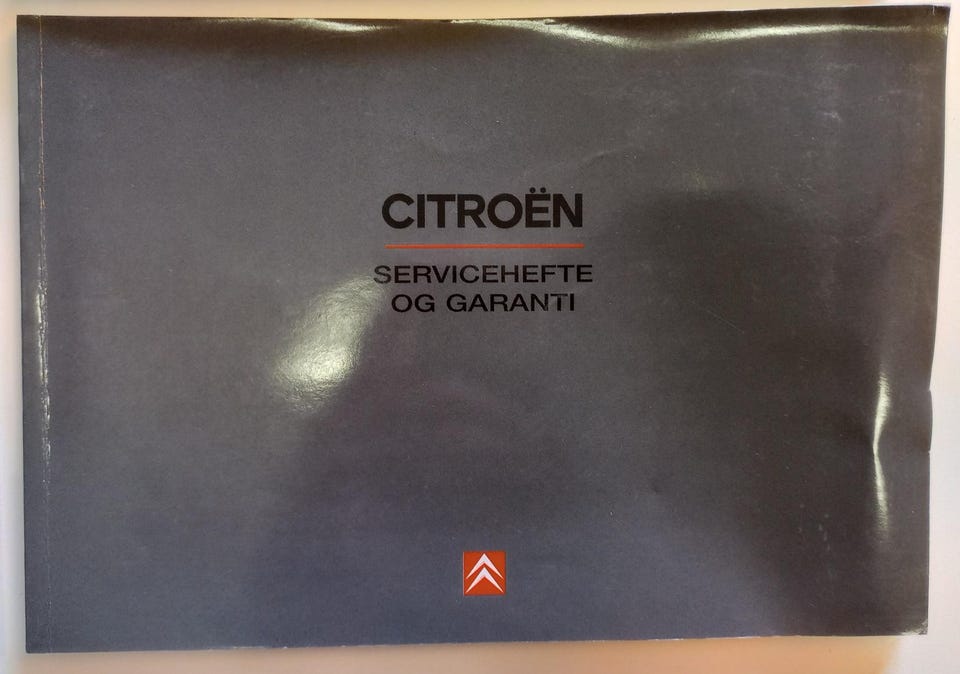 CITROËN
SERVICEHEFTE
OG GARANTI